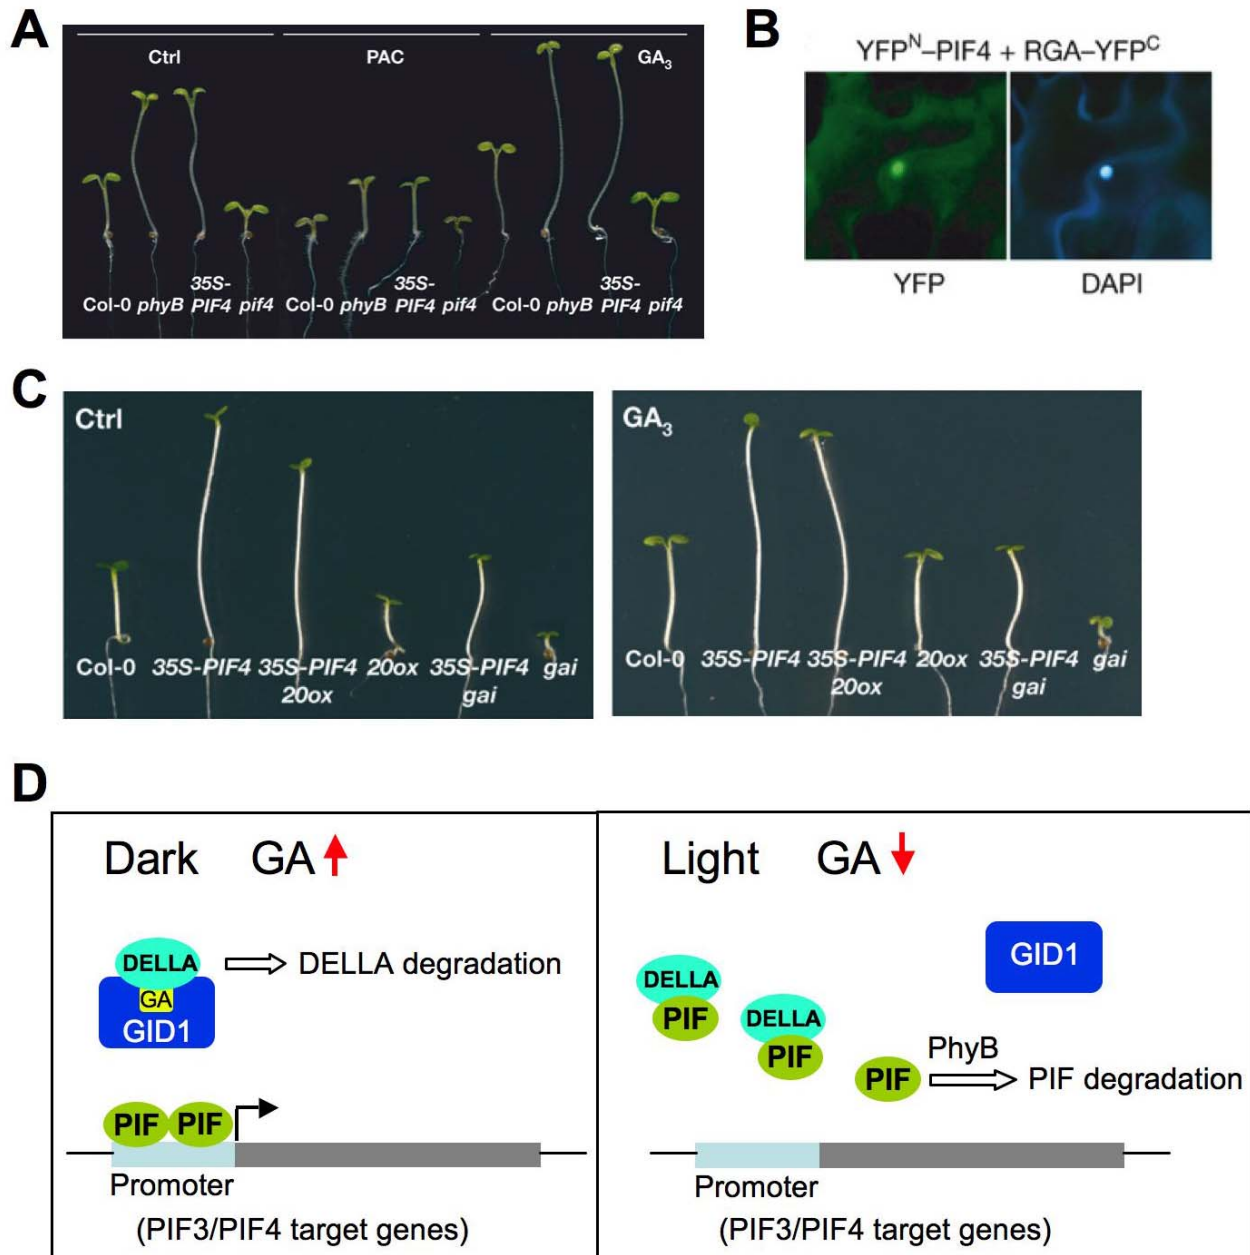 A
Ctrl PAC GA3
Col-0 phyB 35S-PIF4 pif4 Col-0 phyB 35S-PIF4 pif4 Col-0 phyB 35S-PIF4 pif4
B
YFPN–PIF4 + RGA–YFPC
YFP DAPI
C
Ctrl
Col-0 35S-PIF4 35S-PIF4 20ox 35S-PIF4 gai
20ox gai
GA3
Col-0 35S-PIF4 35S-PIF4 20ox 35S-PIF4 gai
20ox gai
D
Dark GA
DELLA DELLA degradation
GA
GID1
PIF PIF
Promoter
(PIF3/PIF4 target genes)
Light GA
GID1
DELLA
PIF
DELLA
PIF
PhyB
PIF PIF degradation
Promoter
(PIF3/PIF4 target genes)